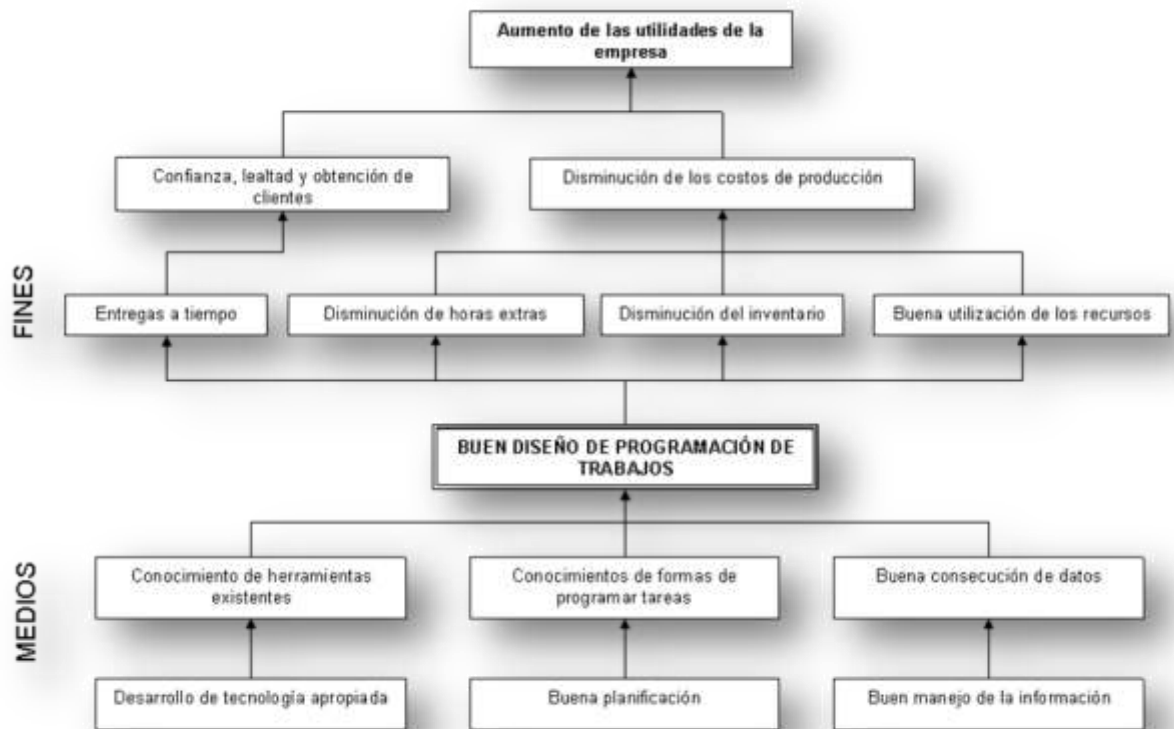 Aumento de las utilidades de la
empresa
Confianza, lealtad y obtención de
clientes
Disminución de los costos de producción
FINES
Entregas a tiempo
Disminución de horas extras
Disminución del inventario
Buena utilización de los recursos
BUEN DISEÑO DE PROGRAMACIÓN DE
TRABAJOS
MEDIOS
Conocimiento de herramientas
existentes
Conocimientos de formas de
programar tareas
Buena consecución de datos
Desarrollo de tecnología apropiada
Buena planificación
Buen manejo de la información